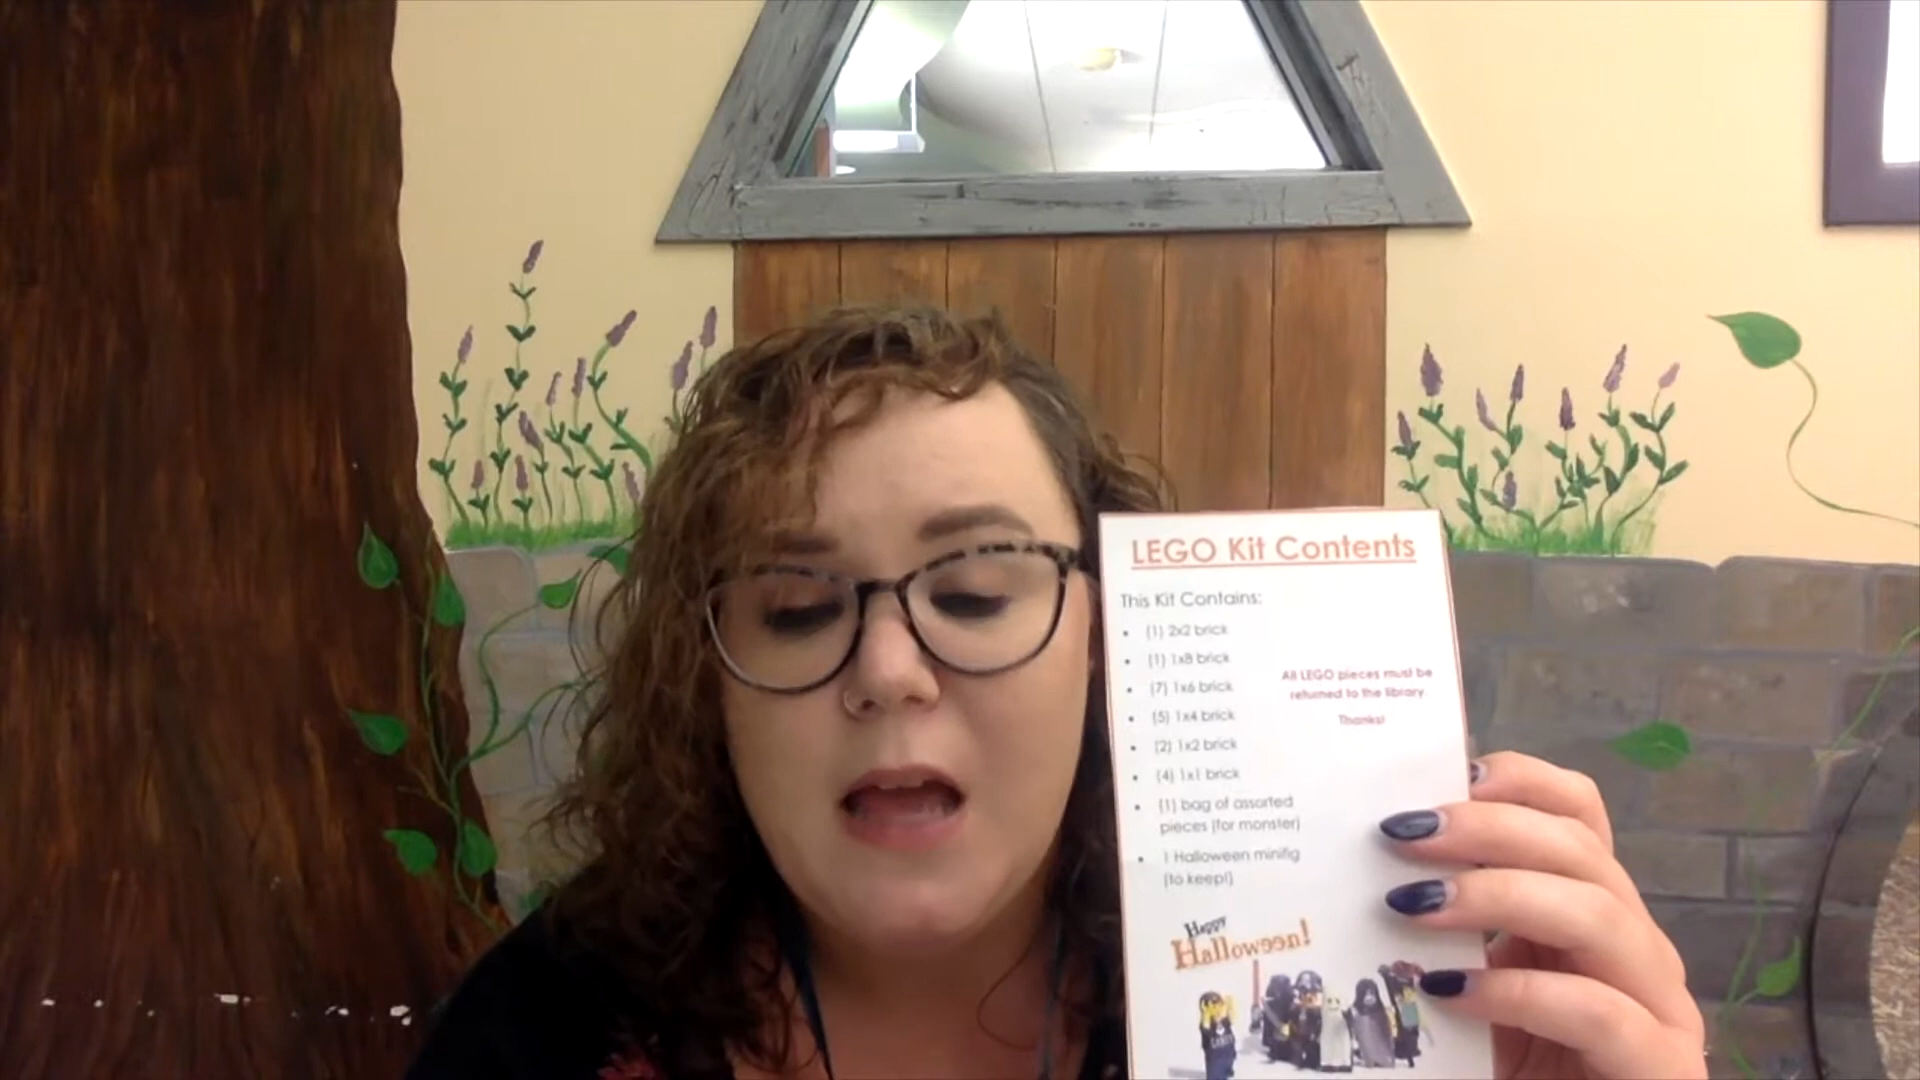 LEGO Kit Contents
This Kit Contains:
• (1) 2x2 brick
• (1) 1x8 brick
• (7) 1x6 brick
• (5) 1x4 brick
• (2) 1x2 brick
• (4) 1x1 brick
• (1) bag of assorted
pieces (for monster)
• 1 Halloween minifig
(to keep!)
All LEGO pieces must be
returned to the library.
Thanks!
Happy
Halloween!